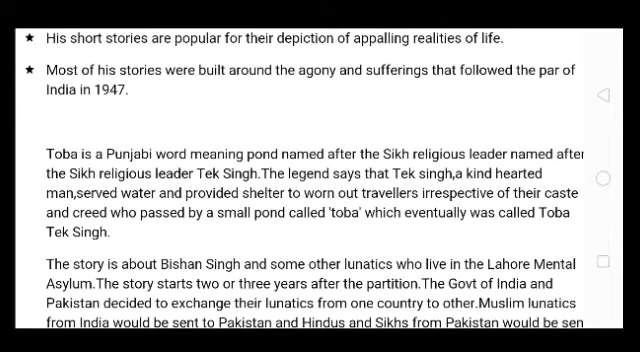 ★ His short stories are popular for their depiction of appalling realities of life.
★ Most of his stories were built around the agony and sufferings that followed the par of
India in 1947.
Toba is a Punjabi word meaning pond named after the Sikh religious leader named after
the Sikh religious leader Tek Singh.The legend says that Tek singh,a kind hearted
man,served water and provided shelter to worn out travellers irrespective of their caste
and creed who passed by a small pond called 'toba' which eventually was called Toba
Tek Singh.
The story is about Bishan Singh and some other lunatics who live in the Lahore Mental
Asylum.The story starts two or three years after the partition.The Govt of India and
Pakistan decided to exchange their lunatics from one country to other.Muslim lunatics
from India would be sent to Pakistan and Hindus and Sikhs from Pakistan would be sen